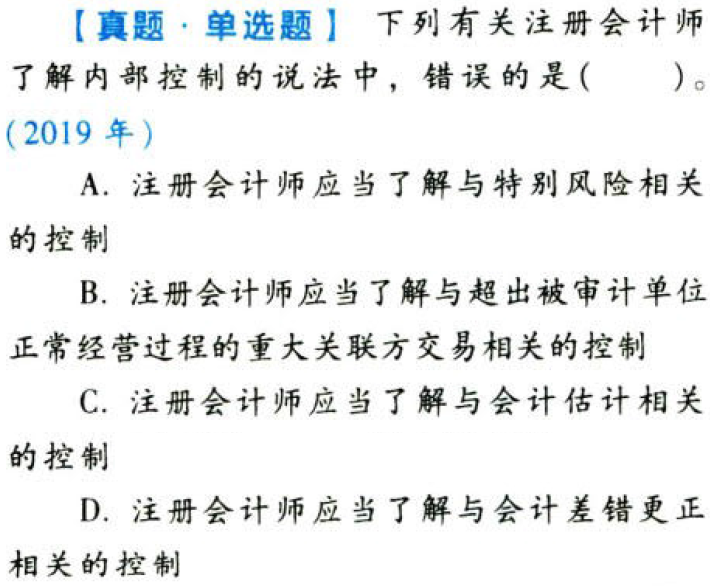 【真题·单选题】 下列有关注册会计师
了解内部控制的说法中，错误的是(  )。
(2019 年)
A. 注册会计师应当了解与特别风险相关
的控制
B. 注册会计师应当了解与超出被审计单位
正常经营过程的重大关联方交易相关的控制
C. 注册会计师应当了解与会计估计相关
的控制
D. 注册会计师应当了解与会计差错更正
相关的控制